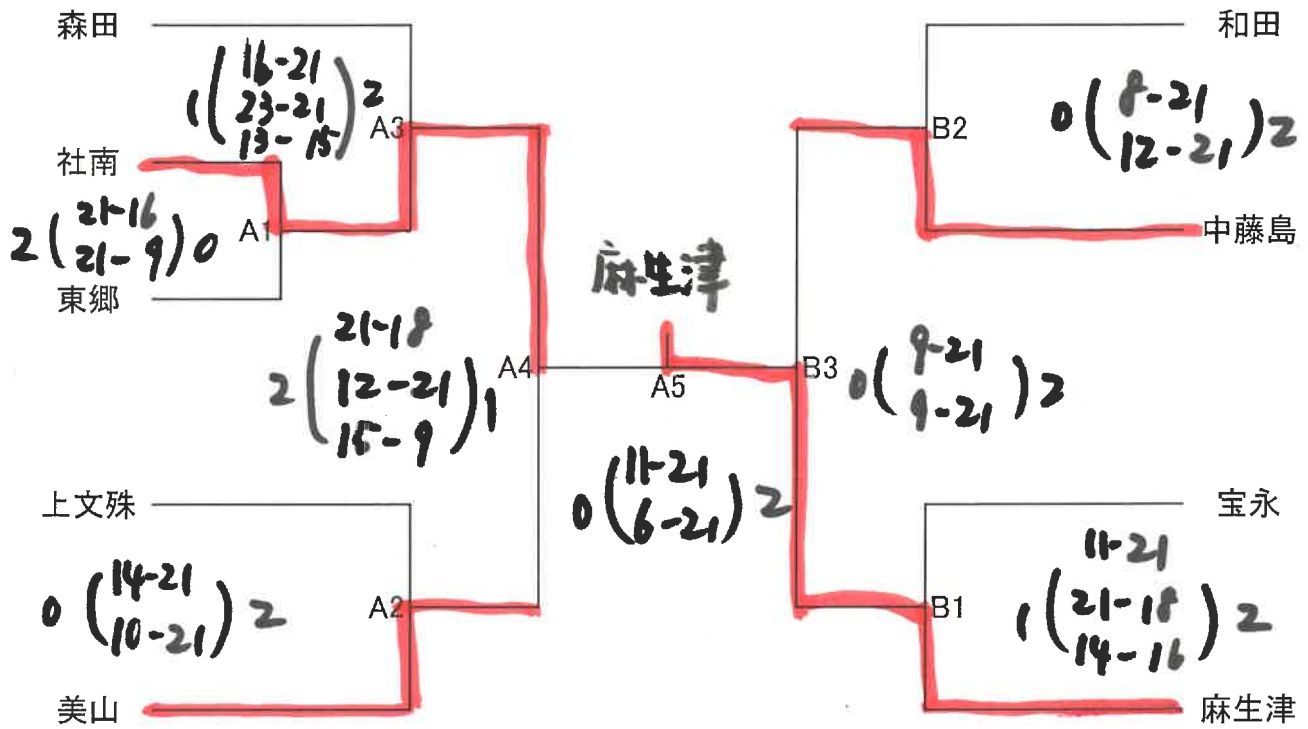 森田
1 ( 16-21
23-21
13-15 ) 2
A3
社南
2 ( 21-16
21-9 ) 0
A1
東郷
2 ( 21-18
12-21
15-9 ) 1
A4
上文殊
0 ( 14-21
10-21 ) 2
A2
美山
麻生津
A5
0 ( 11-21
6-21 ) 2
和田
B2
0 ( 8-21
12-21 ) 2
中藤島
B3
0 ( 9-21
9-21 ) 2
宝永
B1
1 ( 11-21
21-18
14-16 ) 2
麻生津